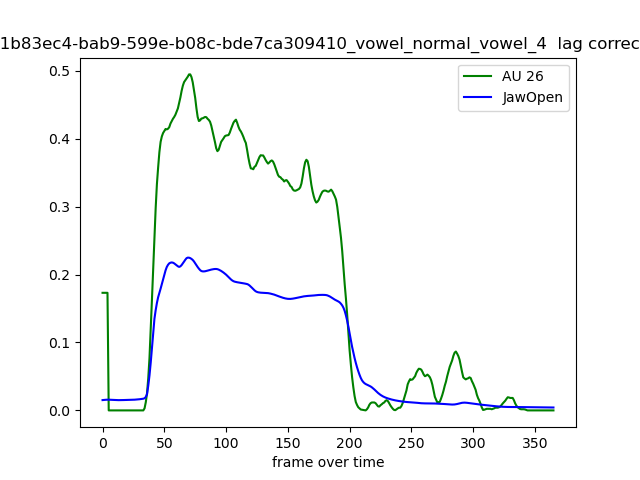 1b83ec4-bab9-599e-b08c-bde7ca309410_vowel_normal_vowel_4 lag correc
AU 26
JawOpen
0.5
0.4
0.3
0.2
0.1
0.0
0 50 100 150 200 250 300 350
frame over time